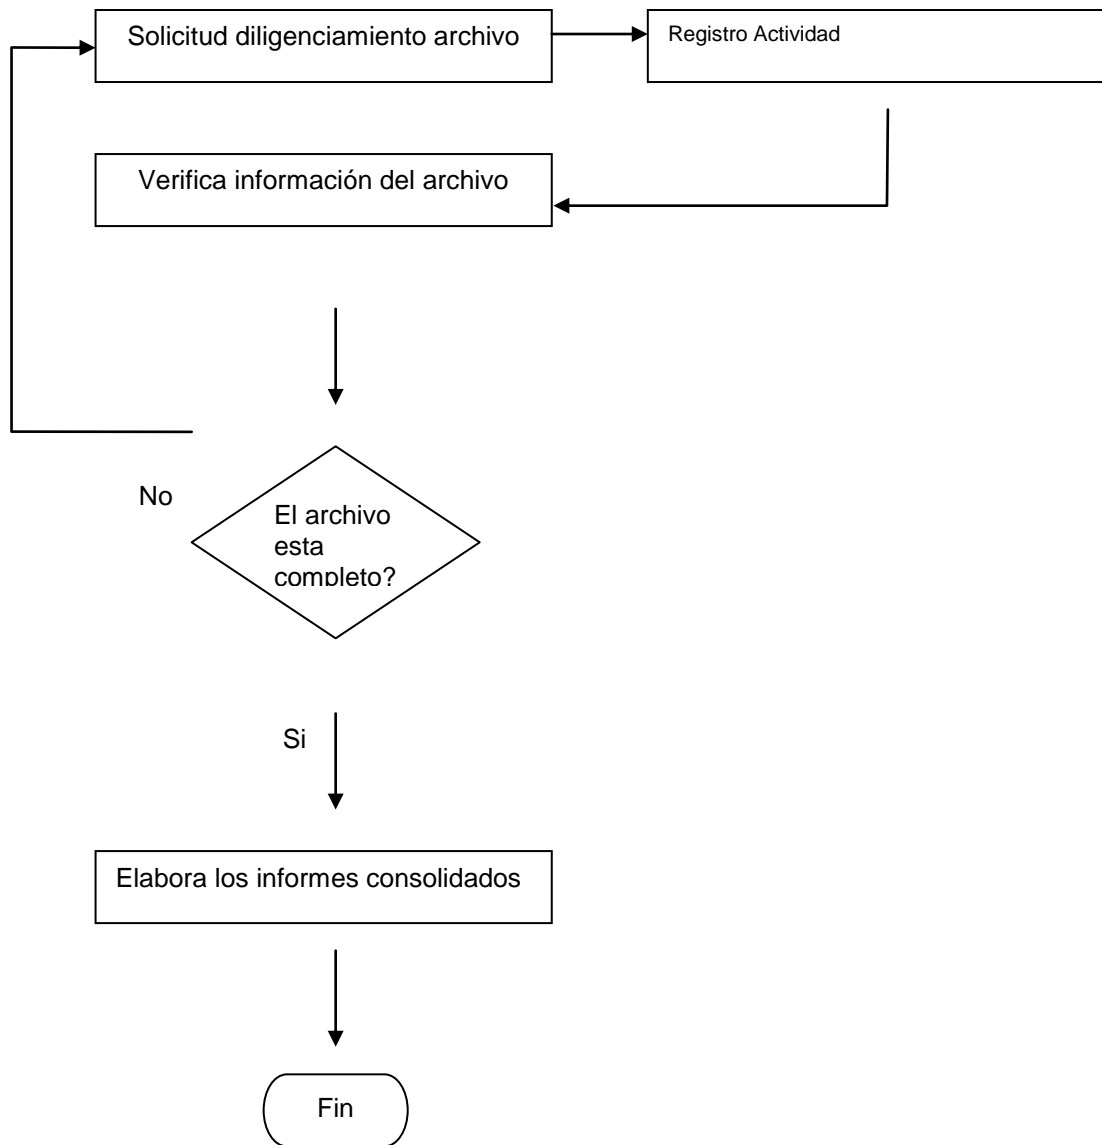 Solicitud diligenciamiento archivo
Registro Actividad
Verifica información del archivo
No
El archivo
esta
completo?
Si
Elabora los informes consolidados
Fin